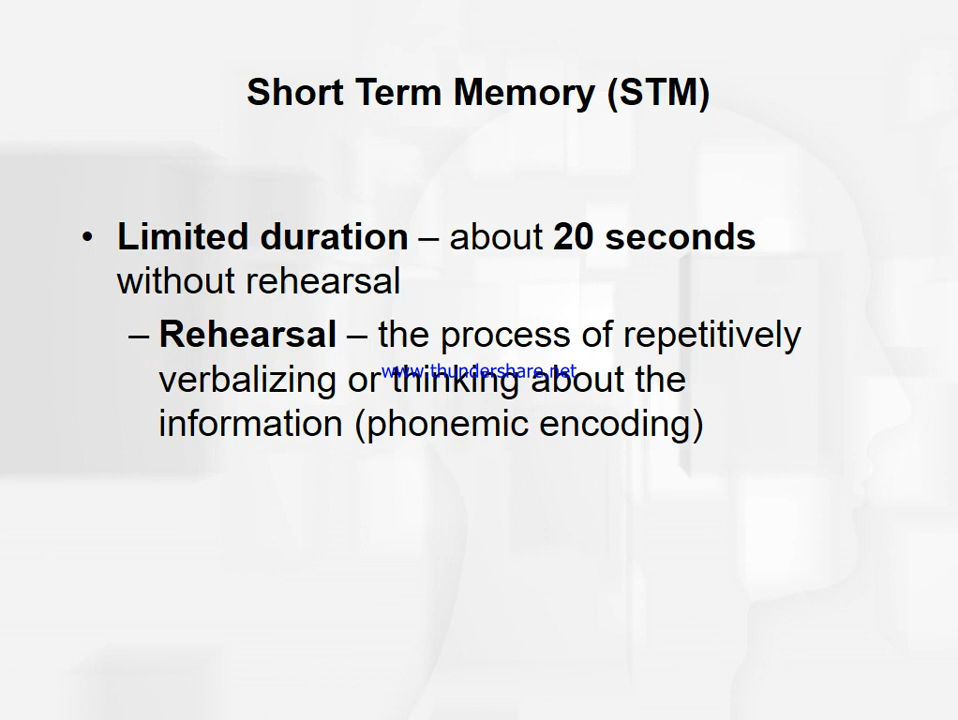 Short Term Memory (STM)
• Limited duration – about 20 seconds
without rehearsal
– Rehearsal – the process of repetitively
verbalizing or thinking about the
www.thundershare.net
information (phonemic encoding)